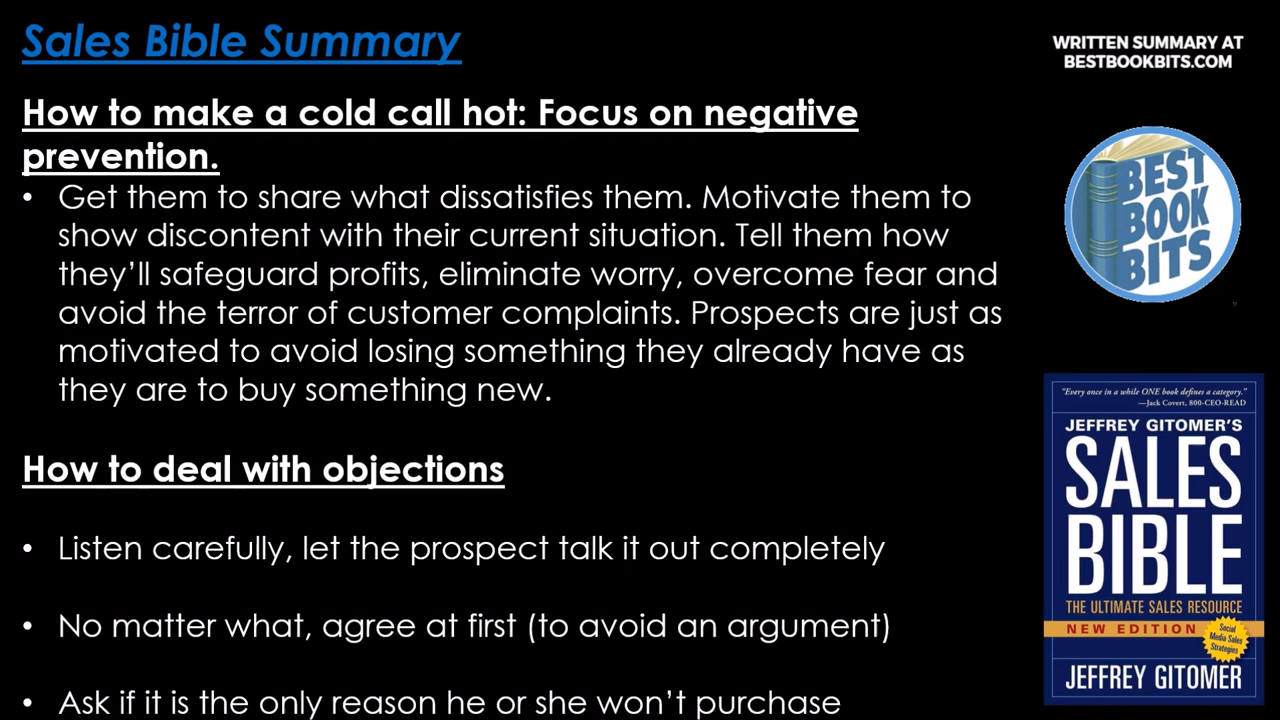 Sales Bible Summary
WRITTEN SUMMARY AT
BESTBOOKBITS.COM
How to make a cold call hot: Focus on negative
prevention.
• Get them to share what dissatisfies them. Motivate them to
show discontent with their current situation. Tell them how
they’ll safeguard profits, eliminate worry, overcome fear and
avoid the terror of customer complaints. Prospects are just as
motivated to avoid losing something they already have as
they are to buy something new.
How to deal with objections
• Listen carefully, let the prospect talk it out completely
• No matter what, agree at first (to avoid an argument)
• Ask if it is the only reason he or she won’t purchase
BEST
BOOK
BITS
"Every once in a while ONE book defines a category."
—Jack Covert, 800-CEO-READ
JEFFREY GITOMER'S
SALES
BIBLE
THE ULTIMATE SALES RESOURCE
NEW EDITION
Social
Media Sales
Strategies
JEFFREY GITOMER